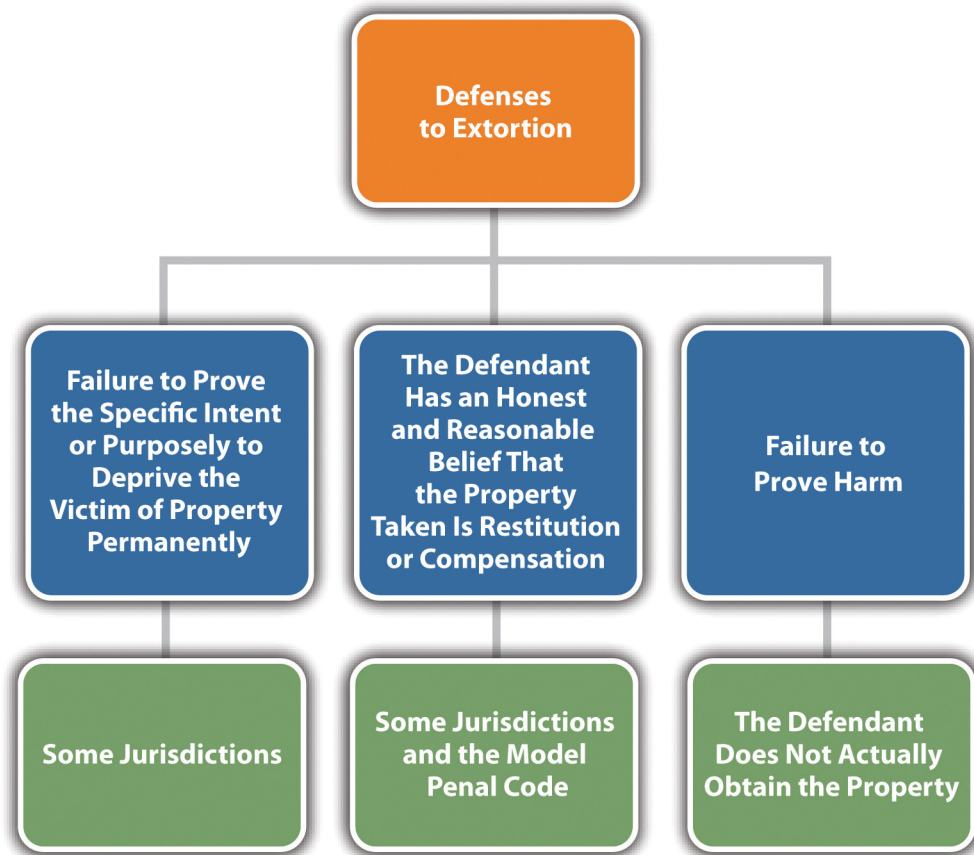 Defenses
to Extortion
Failure to Prove
the Specific Intent
or Purposely to
Deprive the
Victim of Property
Permanently
The Defendant
Has an Honest
and Reasonable
Belief That
the Property
Taken Is Restitution
or Compensation
Failure to
Prove Harm
Some Jurisdictions
Some Jurisdictions
and the Model
Penal Code
The Defendant
Does Not Actually
Obtain the Property